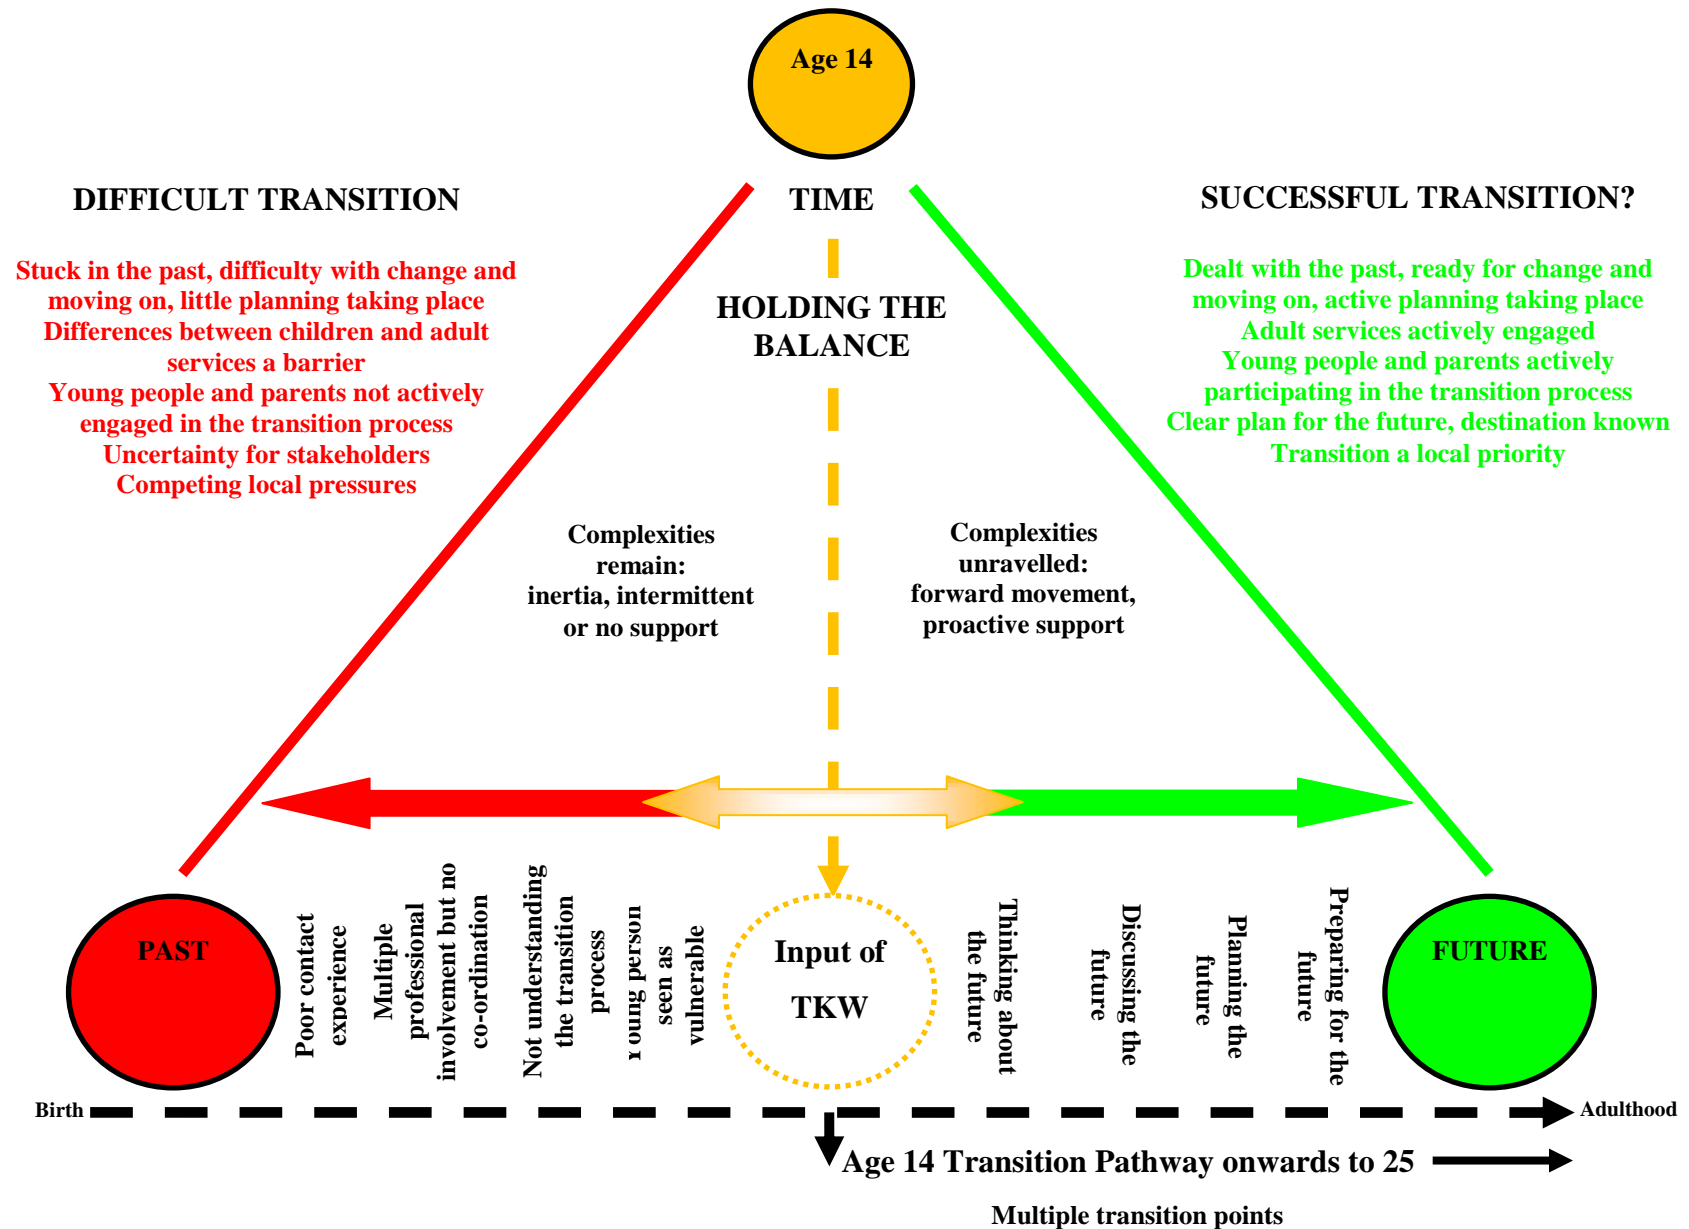 Age 14
DIFFICULT TRANSITION
Stuck in the past, difficulty with change and
moving on, little planning taking place
Differences between children and adult
services a barrier
Young people and parents not actively
engaged in the transition process
Uncertainty for stakeholders
Competing local pressures
TIME
HOLDING THE
BALANCE
SUCCESSFUL TRANSITION?
Dealt with the past, ready for change and
moving on, active planning taking place
Adult services actively engaged
Young people and parents actively
participating in the transition process
Clear plan for the future, destination known
Transition a local priority
Complexities
remain:
inertia, intermittent
or no support
Complexities
unravelled:
forward movement,
proactive support
PAST
Poor contact
experience
Multiple
professional
involvement but no
co-ordination
Not understanding
the transition
process
Young person
seen as
vulnerable
Input of
TKW
Thinking about
the future
Discussing the
future
Planning the
future
Preparing for the
future
FUTURE
Birth
Adulthood
Age 14 Transition Pathway onwards to 25
Multiple transition points